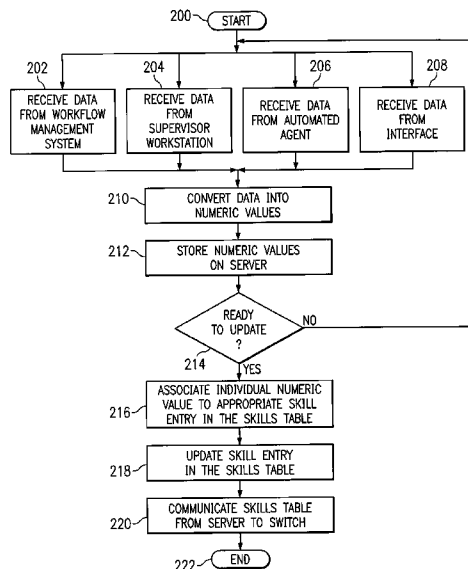 200
START
202
RECEIVE DATA
FROM WORKFLOW
MANAGEMENT
SYSTEM
204
RECEIVE DATA
FROM
SUPERVISOR
WORKSTATION
206
RECEIVE DATA
FROM AUTOMATED
AGENT
208
RECEIVE DATA
FROM
INTERFACE
210
CONVERT DATA INTO
NUMERIC VALUES
212
STORE NUMERIC VALUES
ON SERVER
READY
TO UPDATE
?
NO
214
YES
216
ASSOCIATE INDIVIDUAL NUMERIC
VALUE TO APPROPRIATE SKILL
ENTRY IN THE SKILLS TABLE
218
UPDATE SKILL ENTRY
IN THE SKILLS TABLE
220
COMMUNICATE SKILLS TABLE
FROM SERVER TO SWITCH
222
END